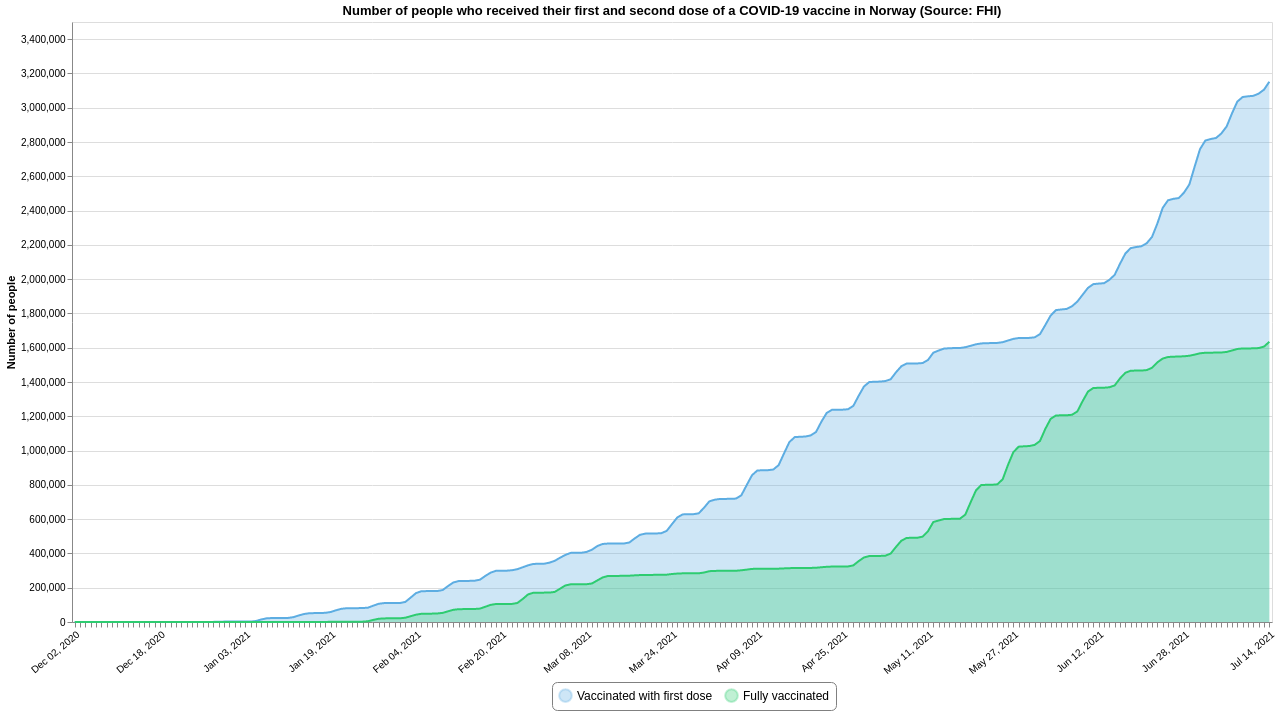 Number of people who received their first and second dose of a COVID-19 vaccine in Norway (Source: FHI)
Number of people
3,400,000
3,200,000
3,000,000
2,800,000
2,600,000
2,400,000
2,200,000
2,000,000
1,800,000
1,600,000
1,400,000
1,200,000
1,000,000
800,000
600,000
400,000
200,000
0
Dec 02, 2020
Dec 18, 2020
Jan 03, 2021
Jan 19, 2021
Feb 04, 2021
Feb 20, 2021
Mar 08, 2021
Mar 24, 2021
Apr 09, 2021
Apr 25, 2021
May 11, 2021
May 27, 2021
Jun 12, 2021
Jun 28, 2021
Jul 14, 2021
Vaccinated with first dose
Fully vaccinated